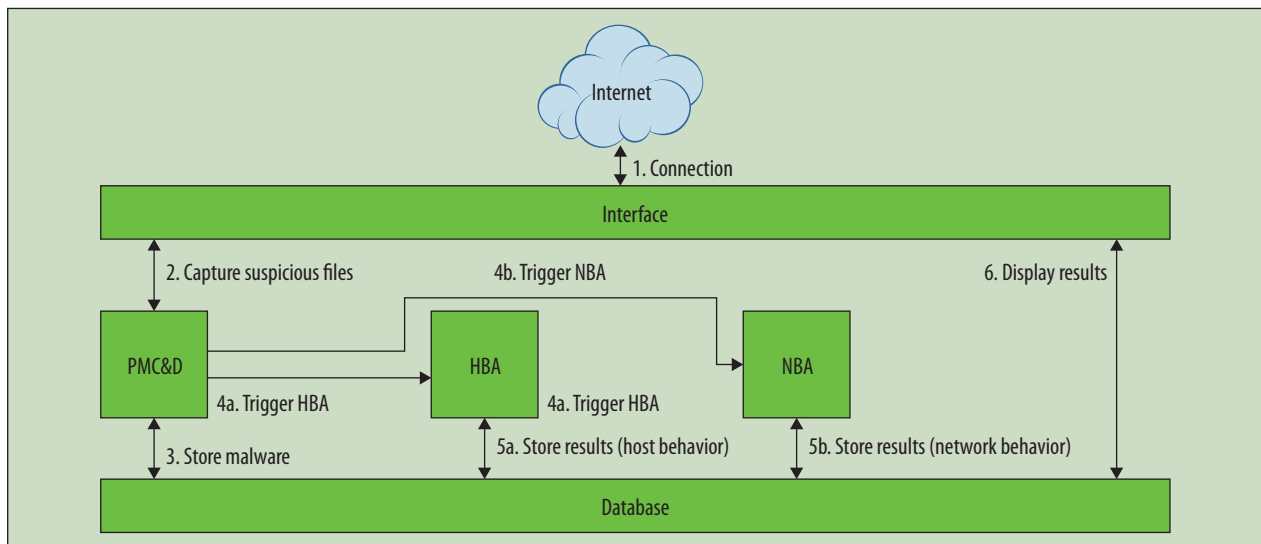 Internet
1. Connection
Interface
2. Capture suspicious files
4b. Trigger NBA
6. Display results
PMC&D
HBA
NBA
4a. Trigger HBA
4a. Trigger HBA
3. Store malware
5a. Store results (host behavior)
5b. Store results (network behavior)
Database